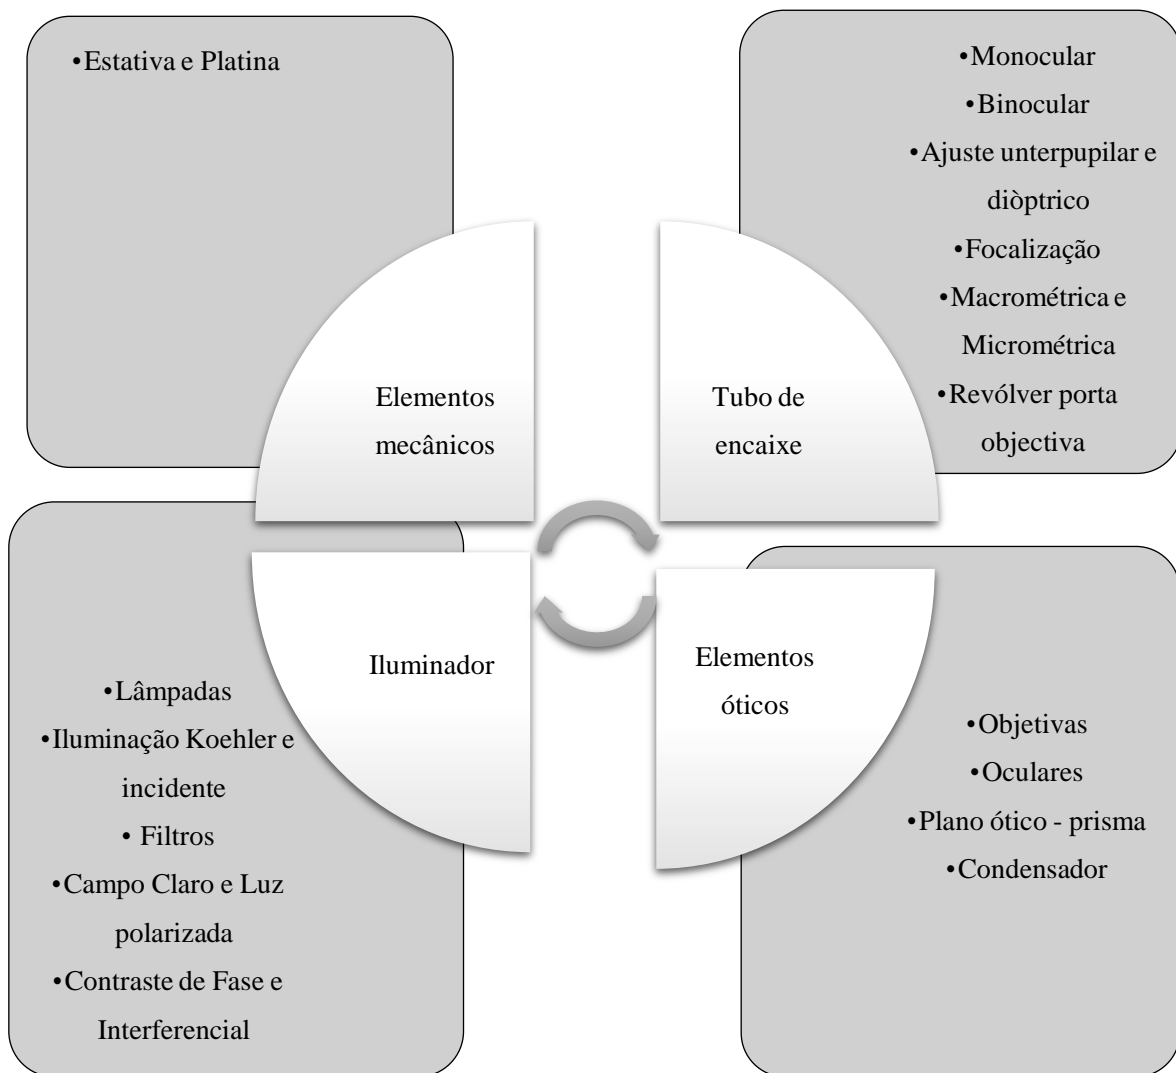 •Estativa e Platina
Elementos
mecânicos
•Monocular
•Binocular
•Ajuste unterpupilar e
diòptrico
•Focalização
•Macrométrica e
Micrométrica
•Revólver porta
objectiva
Tubo de
encaixe
Iluminador
•Lâmpadas
•Iluminação Koehler e
incidente
• Filtros
•Campo Claro e Luz
polarizada
•Contraste de Fase e
Interferencial
Elementos
óticos
•Objetivas
•Oculares
•Plano ótico - prisma
•Condensador